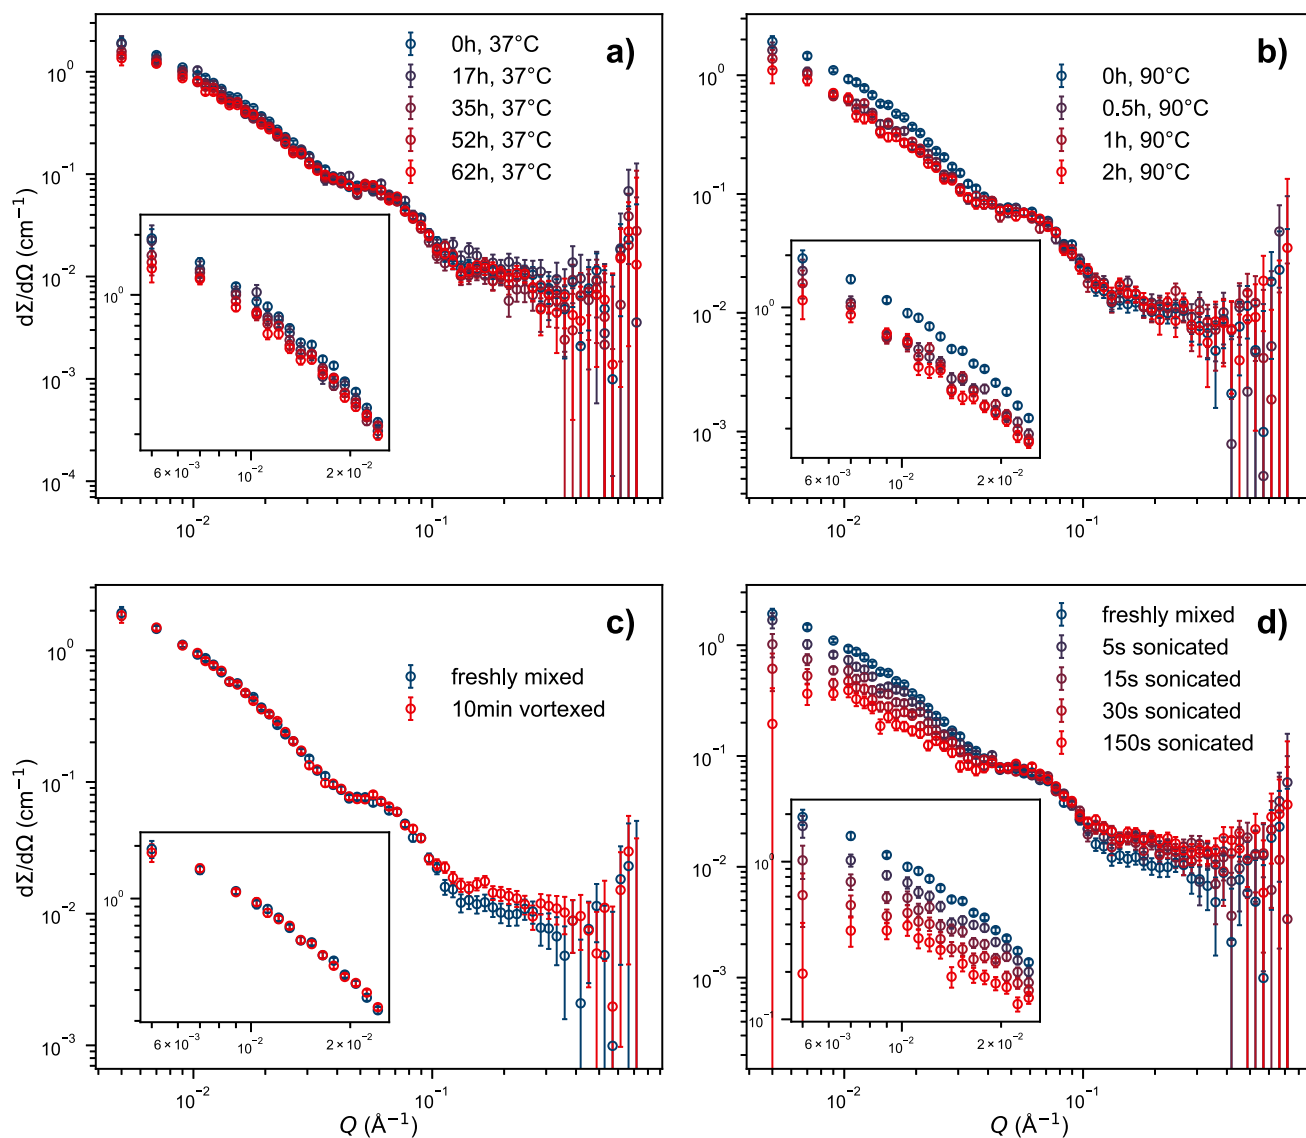 a)
0h, 37°C
17h, 37°C
35h, 37°C
52h, 37°C
62h, 37°C
dΣ/dΩ (cm⁻¹)
10⁰
10⁻¹
10⁻²
10⁻³
10⁻⁴
10⁰
6 × 10⁻³
10⁻²
2 × 10⁻²
10⁻²
10⁻¹
b)
0h, 90°C
0.5h, 90°C
1h, 90°C
2h, 90°C
10⁰
10⁻¹
10⁻²
10⁻³
10⁰
6 × 10⁻³
10⁻²
2 × 10⁻²
10⁻²
10⁻¹
c)
freshly mixed
10min vortexed
dΣ/dΩ (cm⁻¹)
10⁰
10⁻¹
10⁻²
10⁻³
10⁰
6 × 10⁻³
10⁻²
2 × 10⁻²
10⁻²
10⁻¹
Q (Å⁻¹)
d)
freshly mixed
5s sonicated
15s sonicated
30s sonicated
150s sonicated
10⁰
10⁻¹
10⁻²
10⁻³
10⁰
10⁻¹
6 × 10⁻³
10⁻²
2 × 10⁻²
10⁻²
10⁻¹
Q (Å⁻¹)